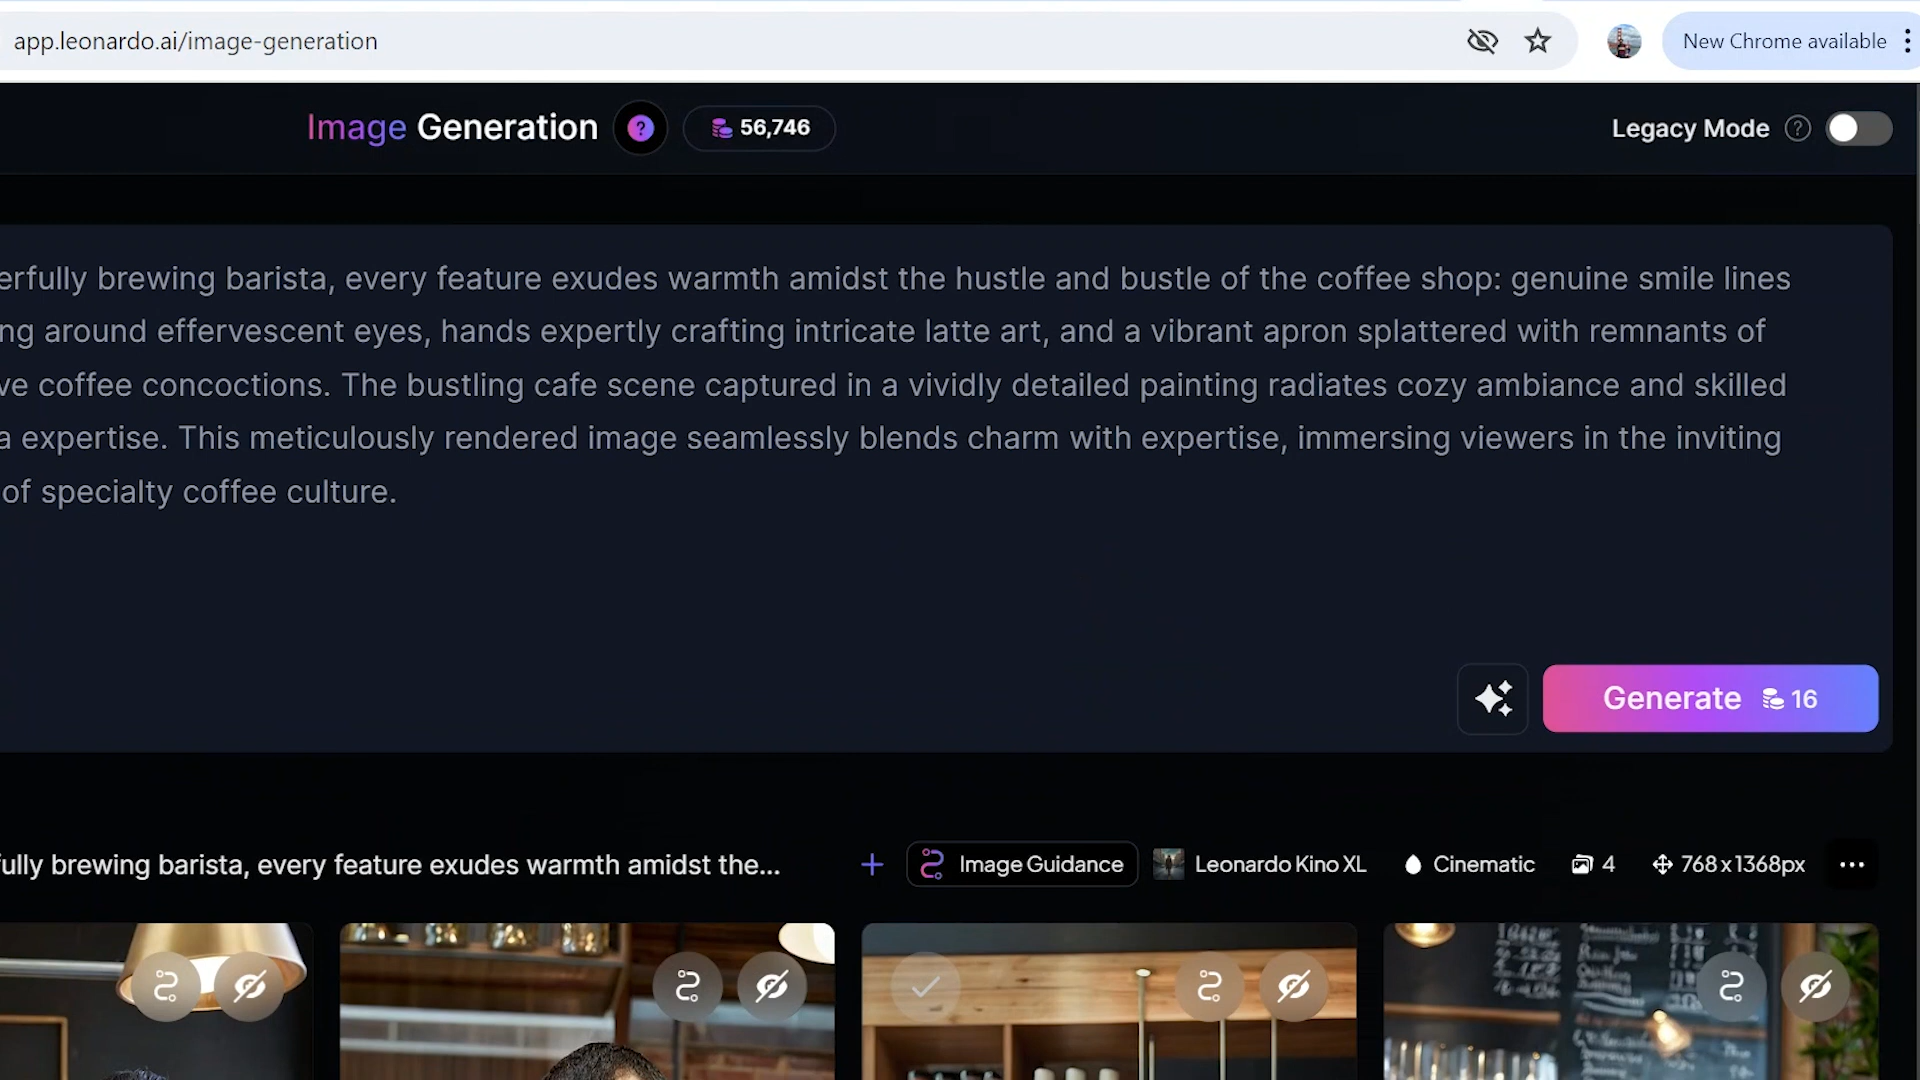 app.leonardo.ai/image-generation
New Chrome available
Image Generation ? 56,746
Legacy Mode ?
erfully brewing barista, every feature exudes warmth amidst the hustle and bustle of the coffee shop: genuine smile lines
ng around effervescent eyes, hands expertly crafting intricate latte art, and a vibrant apron splattered with remnants of
ve coffee concoctions. The bustling cafe scene captured in a vividly detailed painting radiates cozy ambiance and skilled
a expertise. This meticulously rendered image seamlessly blends charm with expertise, immersing viewers in the inviting
of specialty coffee culture.
Generate 16
fully brewing barista, every feature exudes warmth amidst the...
Image Guidance
Leonardo Kino XL
Cinematic
4
768 x 1368px